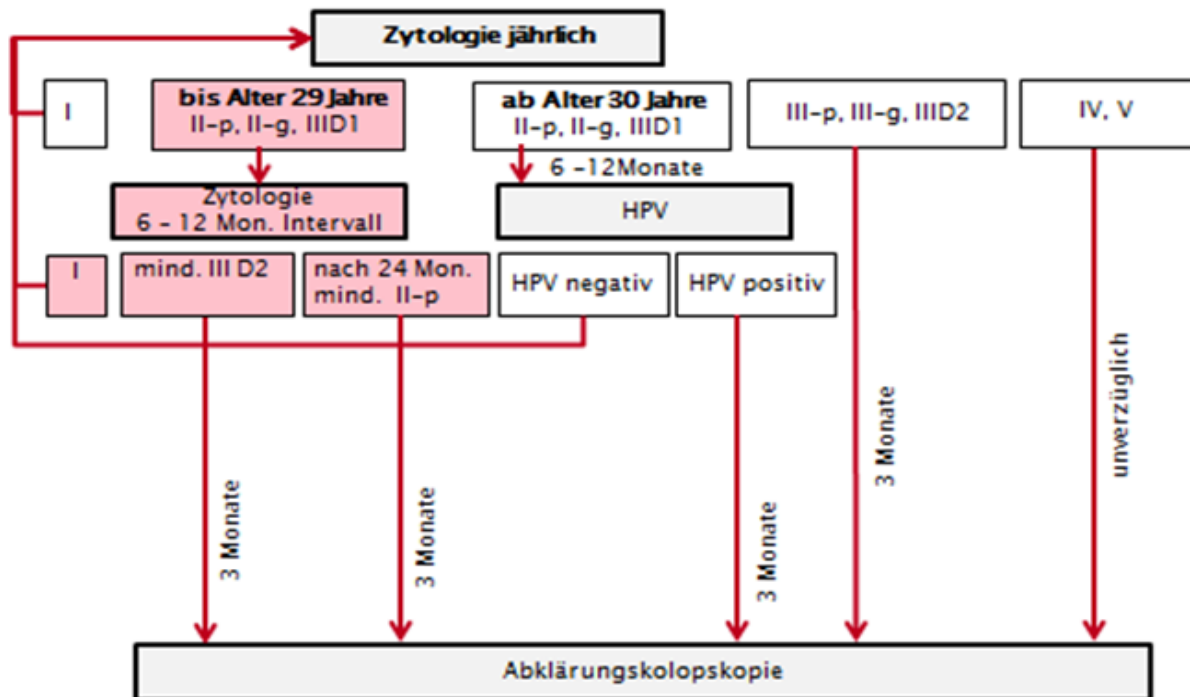 Zytologie jährlich
I
bis Alter 29 Jahre
II-p, II-g, IIID1
ab Alter 30 Jahre
II-p, II-g, IIID1
III-p, III-g, IIID2
IV, V
6 -12Monate
Zytologie
6 - 12 Mon. Intervall
HPV
I
mind. III D2
nach 24 Mon.
mind. II-p
HPV negativ
HPV positiv
3 Monate
3 Monate
3 Monate
3 Monate
unverzüglich
Abklärungskolopskopie